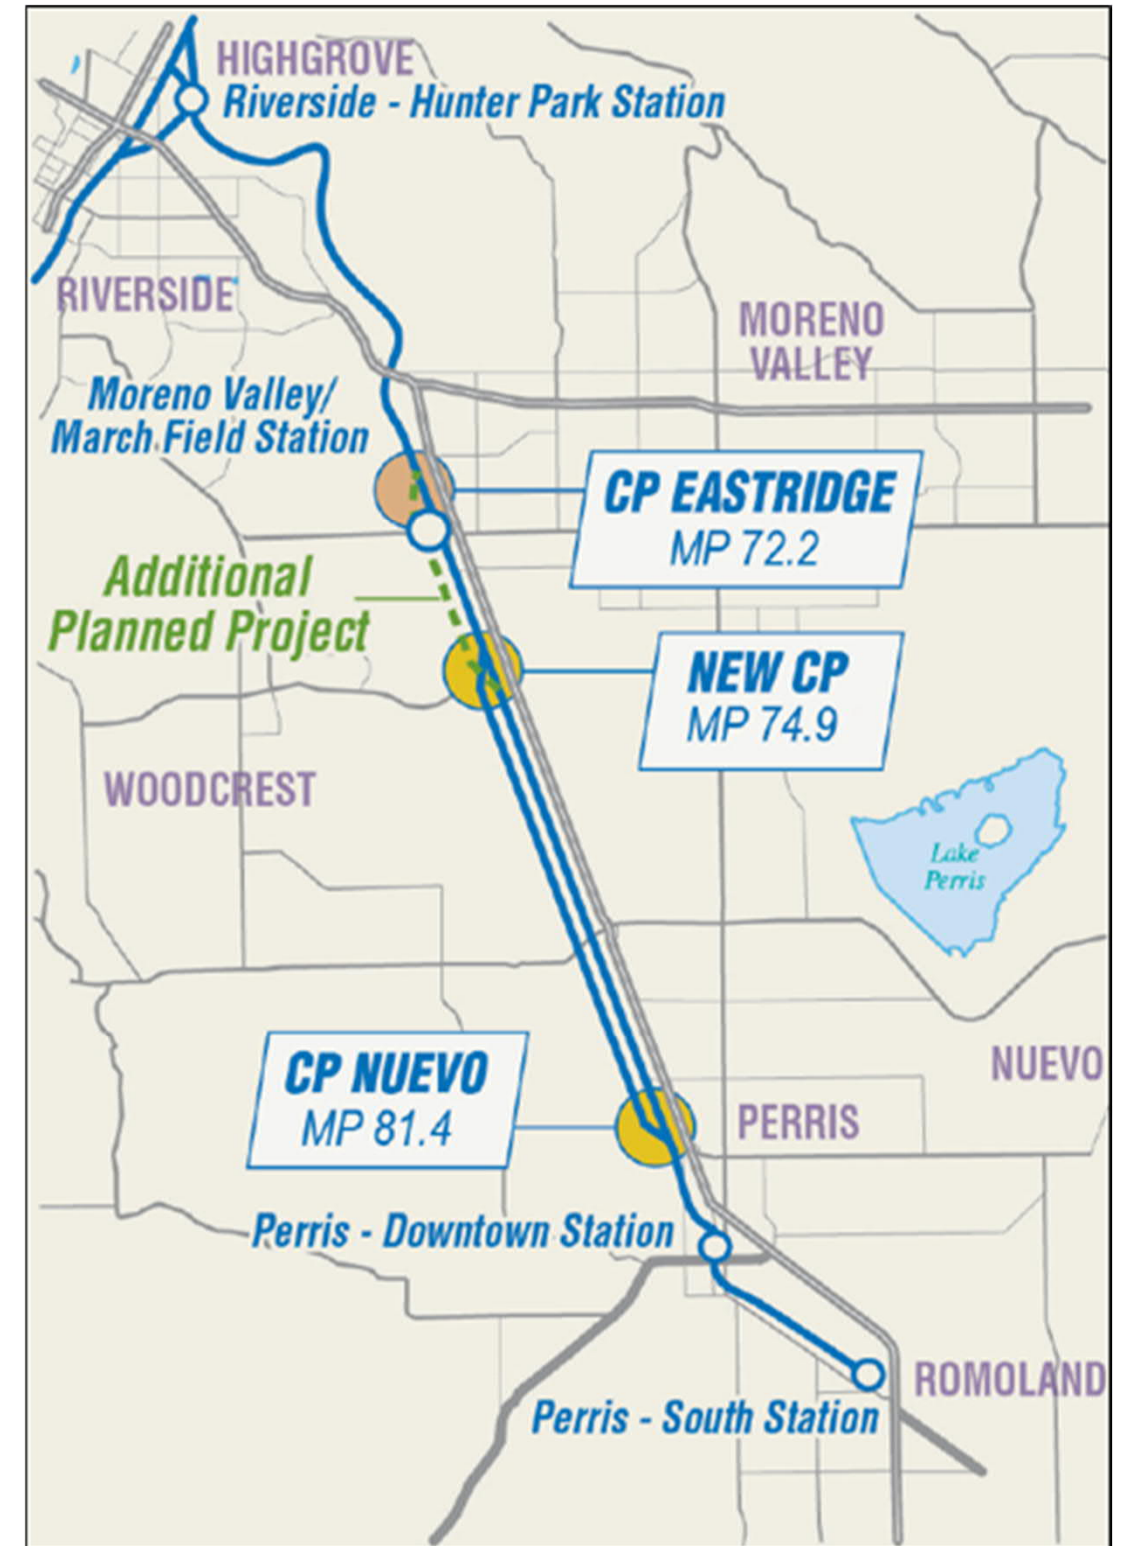 HIGHGROVE
Riverside - Hunter Park Station
RIVERSIDE
MORENO
VALLEY
Moreno Valley/
March Field Station
CP EASTRIDGE
MP 72.2
Additional
Planned Project
NEW CP
MP 74.9
WOODCREST
Lake
Perris
CP NUEVO
MP 81.4
NUEVO
PERRIS
Perris - Downtown Station
ROMOLAND
Perris - South Station